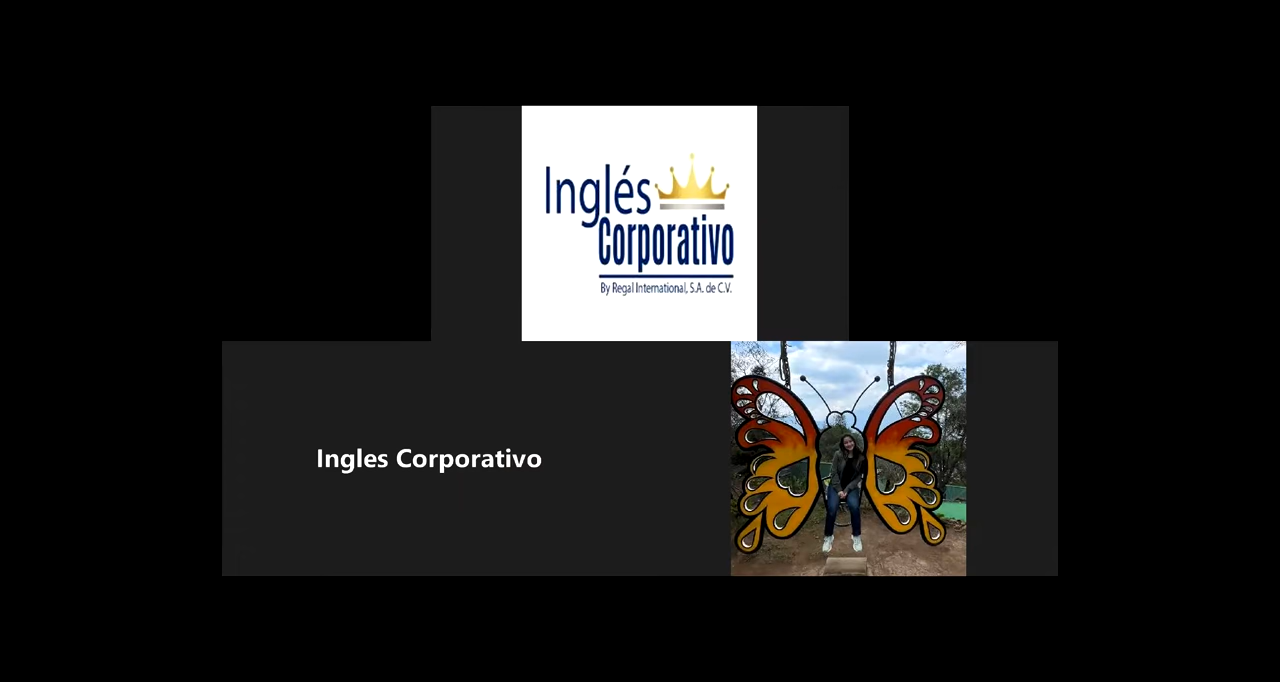 Inglés
Corporativo
By Regal International, S.A. de C.V.
Ingles Corporativo